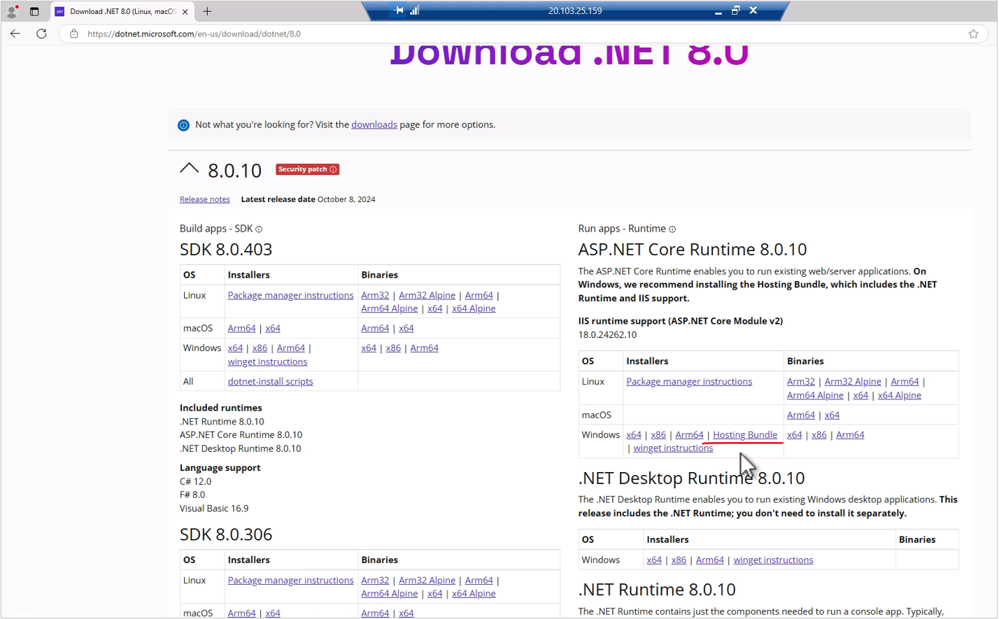 Download .NET 8.0 (Linux, macOS
20.103.25.159
https://dotnet.microsoft.com/en-us/download/dotnet/8.0
Download .NET 8.0
Not what you're looking for? Visit the downloads page for more options.
8.0.10
Security patch
Release notes
Latest release date October 8, 2024
Build apps - SDK
SDK 8.0.403
OS Installers Binaries
Linux Package manager instructions Arm32 | Arm32 Alpine | Arm64 |
Arm64 Alpine | x64 | x64 Alpine
macOS Arm64 | x64 Arm64 | x64
Windows x64 | x86 | Arm64 | x64 | x86 | Arm64
winget instructions
All dotnet-install scripts
Included runtimes
.NET Runtime 8.0.10
ASP.NET Core Runtime 8.0.10
.NET Desktop Runtime 8.0.10
Language support
C# 12.0
F# 8.0
Visual Basic 16.9
SDK 8.0.306
OS Installers Binaries
Linux Package manager instructions Arm32 | Arm32 Alpine | Arm64 |
Arm64 Alpine | x64 | x64 Alpine
macOS Arm64 | x64 Arm64 | x64
Run apps - Runtime
ASP.NET Core Runtime 8.0.10
The ASP.NET Core Runtime enables you to run existing web/server applications. On
Windows, we recommend installing the Hosting Bundle, which includes the .NET
Runtime and IIS support.
IIS runtime support (ASP.NET Core Module v2)
18.0.24262.10
OS Installers Binaries
Linux Package manager instructions Arm32 | Arm32 Alpine | Arm64 |
Arm64 Alpine | x64 | x64 Alpine
macOS Arm64 | x64
Windows x64 | x86 | Arm64 | Hosting Bundle x64 | x86 | Arm64
| winget instructions
.NET Desktop Runtime 8.0.10
The .NET Desktop Runtime enables you to run existing Windows desktop applications. This
release includes the .NET Runtime; you don't need to install it separately.
OS Installers Binaries
Windows x64 | x86 | Arm64 | winget instructions
.NET Runtime 8.0.10
The .NET Runtime contains just the components needed to run a console app. Typically,